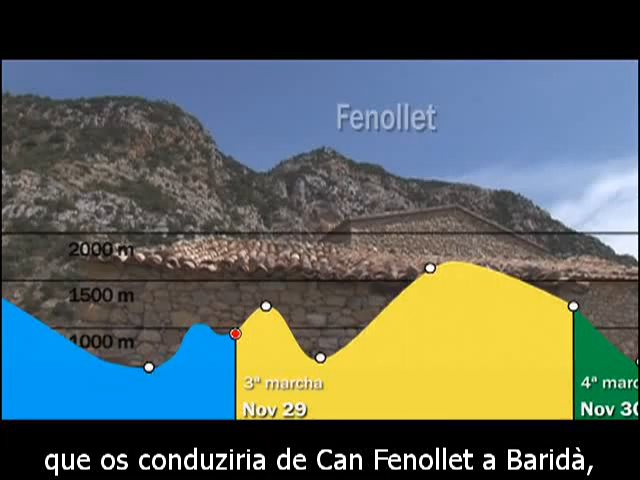 Fenollet
2000 m
1500 m
1000 m
3ª marcha
Nov 29
4ª marc
Nov 30
que os conduziria de Can Fenollet a Baridà,